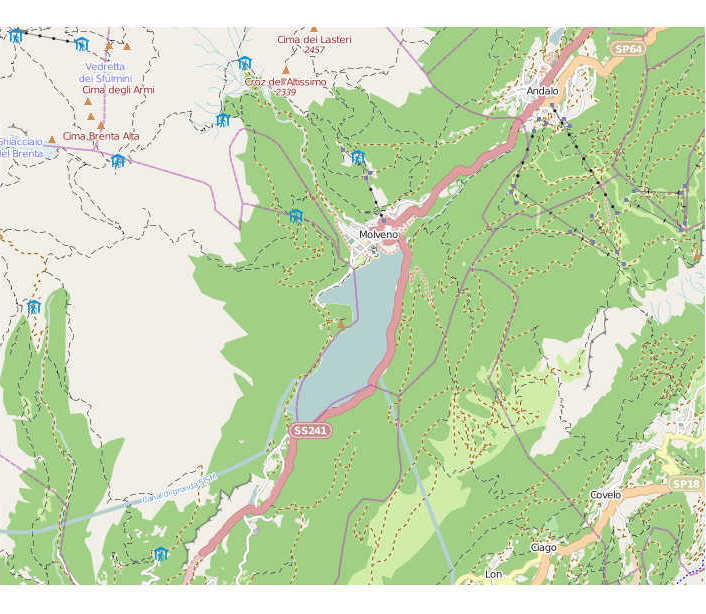 Cima dei Lasteri
2457
SP64
Vedretta
dei Sfulmini
Cima degli Armi
Croz dell'Altissimo
2339
Andalo
Cima Brenta Alta
Ghiacciaio
del Brenta
Molveno
SS241
SP18
Covelo
Ciago
Lon